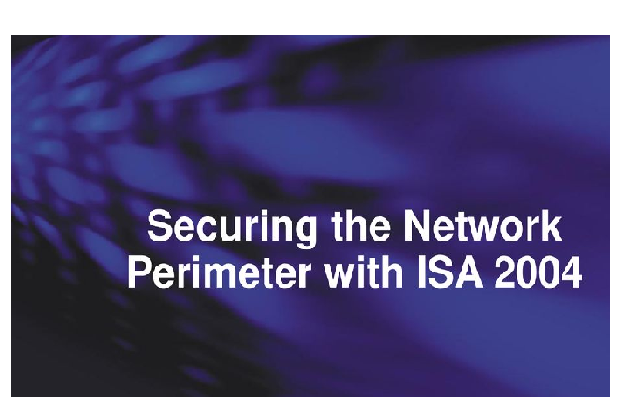 Securing the Network
Perimeter with ISA 2004